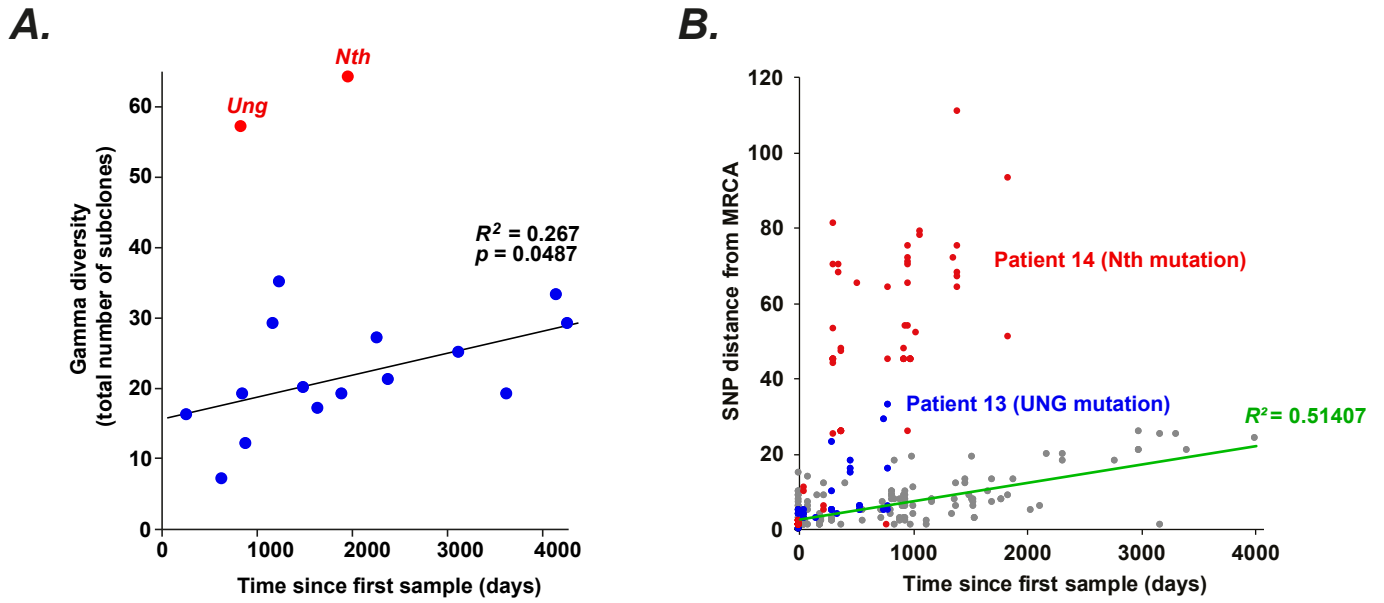 A.
Nth
Ung
R² = 0.267
p = 0.0487
Gamma diversity
(total number of subclones)
60
50
40
30
20
10
0
0 1000 2000 3000 4000
Time since first sample (days)
B.
120
100
80
60
40
20
0
SNP distance from MRCA
Patient 14 (Nth mutation)
Patient 13 (UNG mutation)
R² = 0.51407
0 1000 2000 3000 4000
Time since first sample (days)